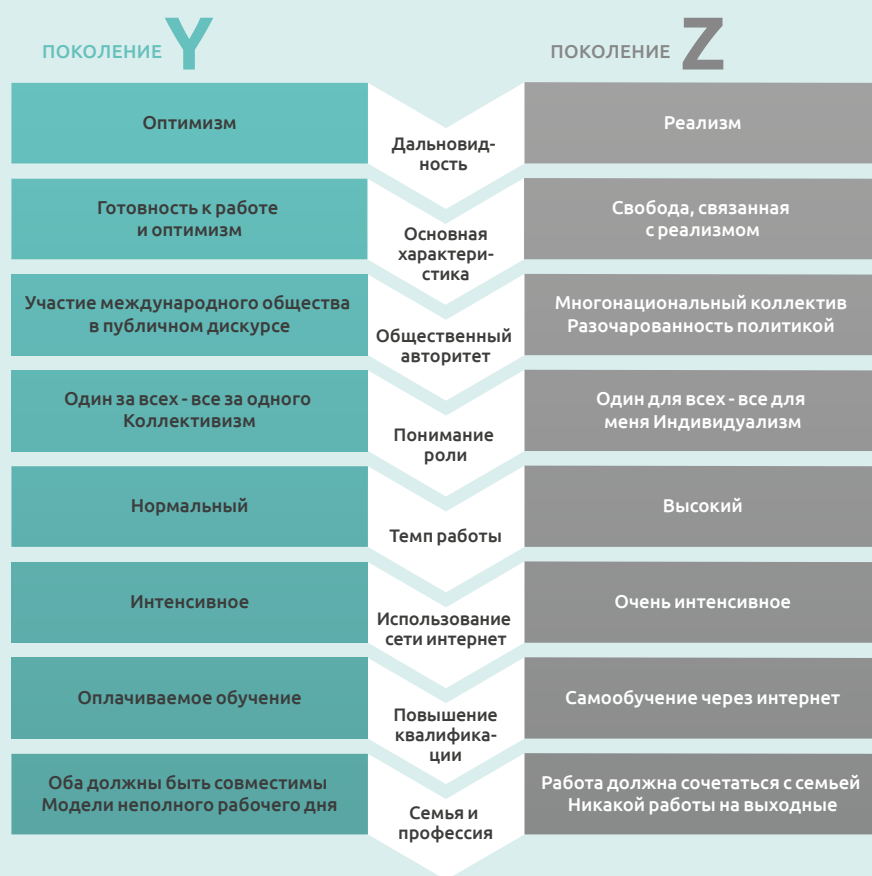 ПОКОЛЕНИЕ Y
ПОКОЛЕНИЕ Z
Оптимизм
Дальновид-
ность
Реализм
Готовность к работе
и оптимизм
Основная
характери-
стика
Свобода, связанная
с реализмом
Участие международного общества
в публичном дискурсе
Общественный
авторитет
Многонациональный коллектив
Разочарованность политикой
Один за всех - все за одного
Коллективизм
Понимание
роли
Один для всех - все для
меня Индивидуализм
Нормальный
Темп работы
Высокий
Интенсивное
Использование
сети интернет
Очень интенсивное
Оплачиваемое обучение
Повышение
квалифика-
ции
Самообучение через интернет
Оба должны быть совместимы
Модели неполного рабочего дня
Семья и
профессия
Работа должна сочетаться с семьей
Никакой работы на выходные